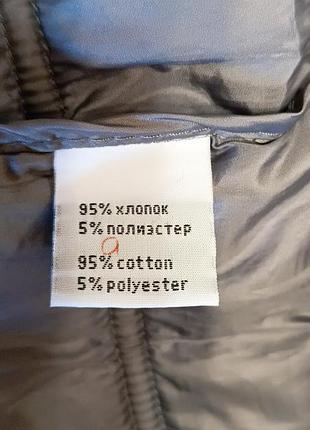 95% хлопок
5% полиэстер
95% cotton
5% polyester